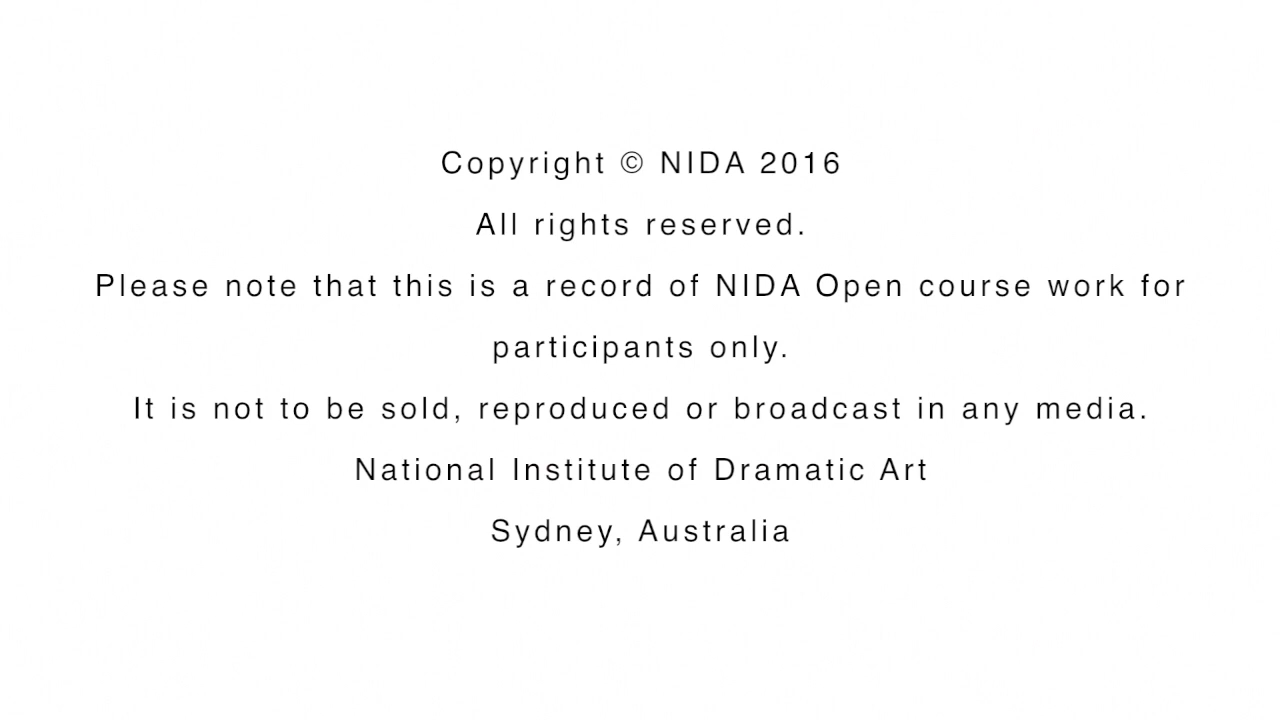 Copyright © NIDA 2016
All rights reserved.
Please note that this is a record of NIDA Open course work for
participants only.
It is not to be sold, reproduced or broadcast in any media.
National Institute of Dramatic Art
Sydney, Australia